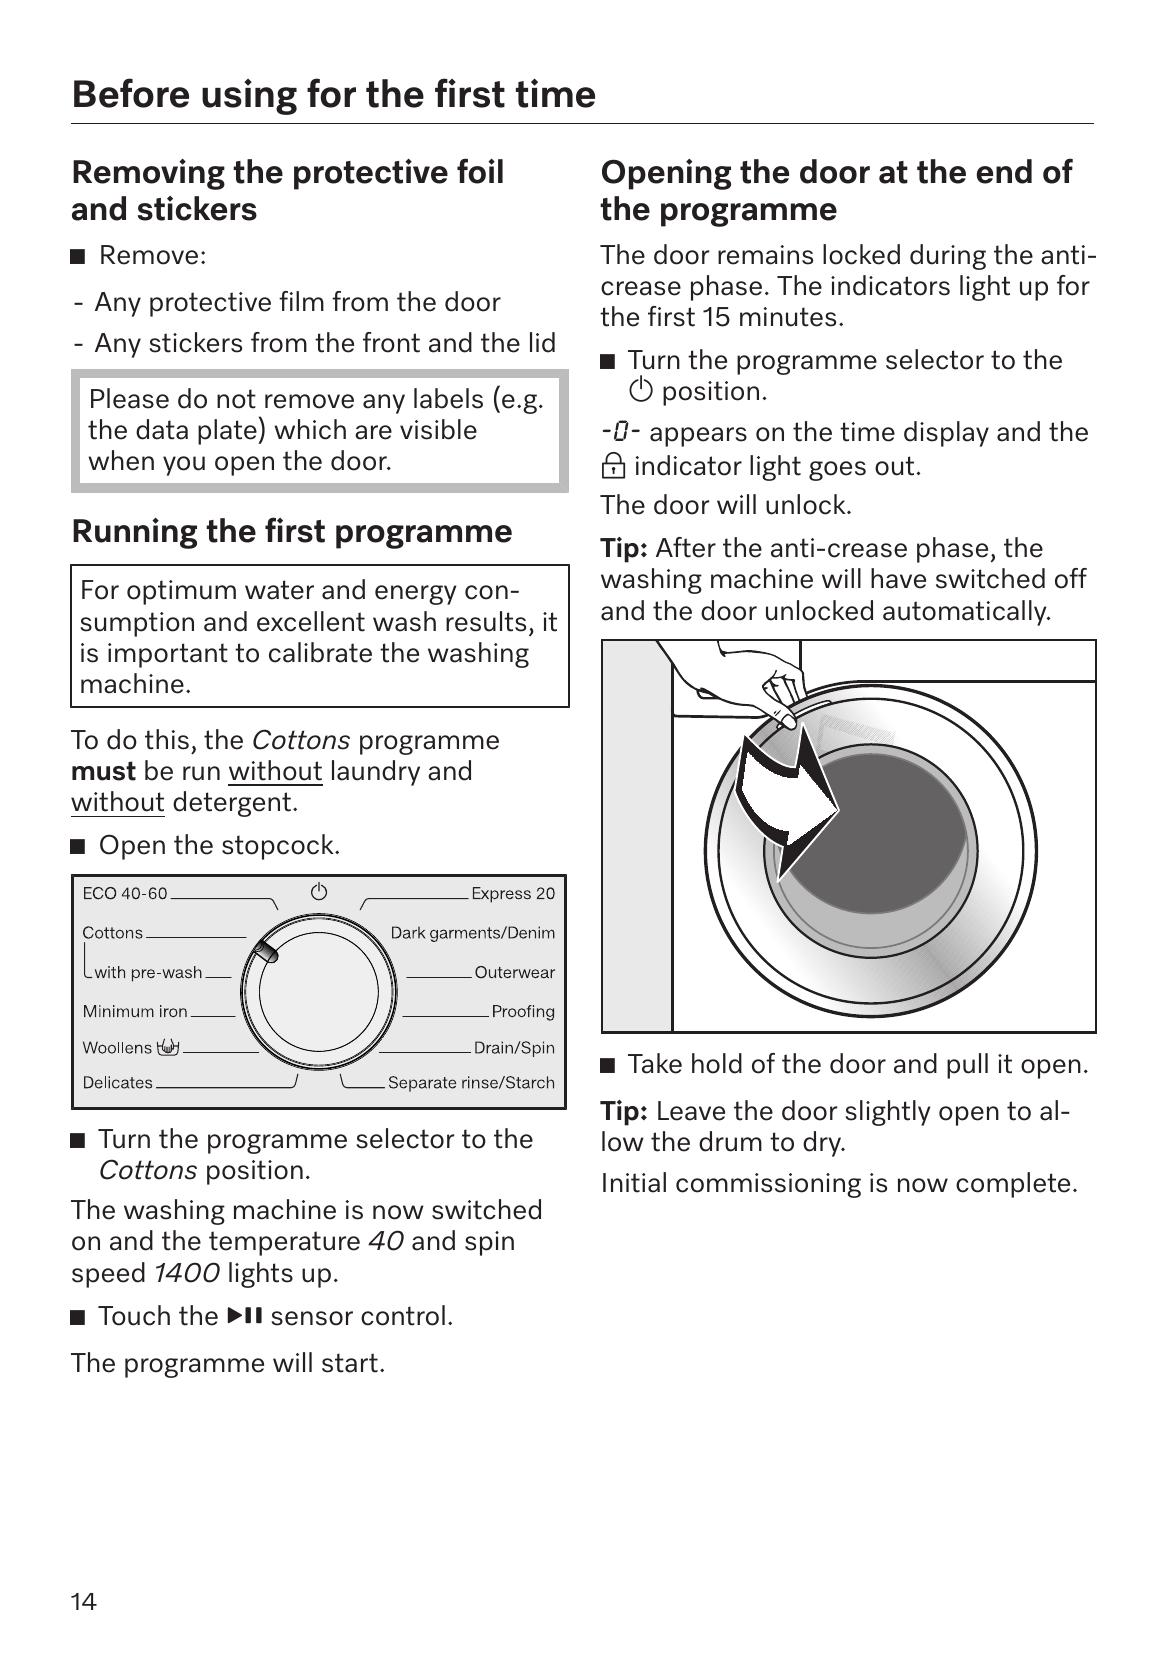 Before using for the first time
Removing the protective foil
and stickers
■ Remove:
- Any protective film from the door
- Any stickers from the front and the lid
Please do not remove any labels (e.g.
the data plate) which are visible
when you open the door.
Running the first programme
For optimum water and energy con-
sumption and excellent wash results, it
is important to calibrate the washing
machine.
To do this, the Cottons programme
must be run without laundry and
without detergent.
■ Open the stopcock.
ECO 40-60
Cottons
with pre-wash
Minimum iron
Woollens
Delicates
Express 20
Dark garments/Denim
Outerwear
Proofing
Drain/Spin
Separate rinse/Starch
■ Turn the programme selector to the
Cottons position.
The washing machine is now switched
on and the temperature 40 and spin
speed 1400 lights up.
■ Touch the ▶II sensor control.
The programme will start.
Opening the door at the end of
the programme
The door remains locked during the anti-
crease phase. The indicators light up for
the first 15 minutes.
■ Turn the programme selector to the
⏻ position.
-0- appears on the time display and the
🔒 indicator light goes out.
The door will unlock.
Tip: After the anti-crease phase, the
washing machine will have switched off
and the door unlocked automatically.
■ Take hold of the door and pull it open.
Tip: Leave the door slightly open to al-
low the drum to dry.
Initial commissioning is now complete.
14